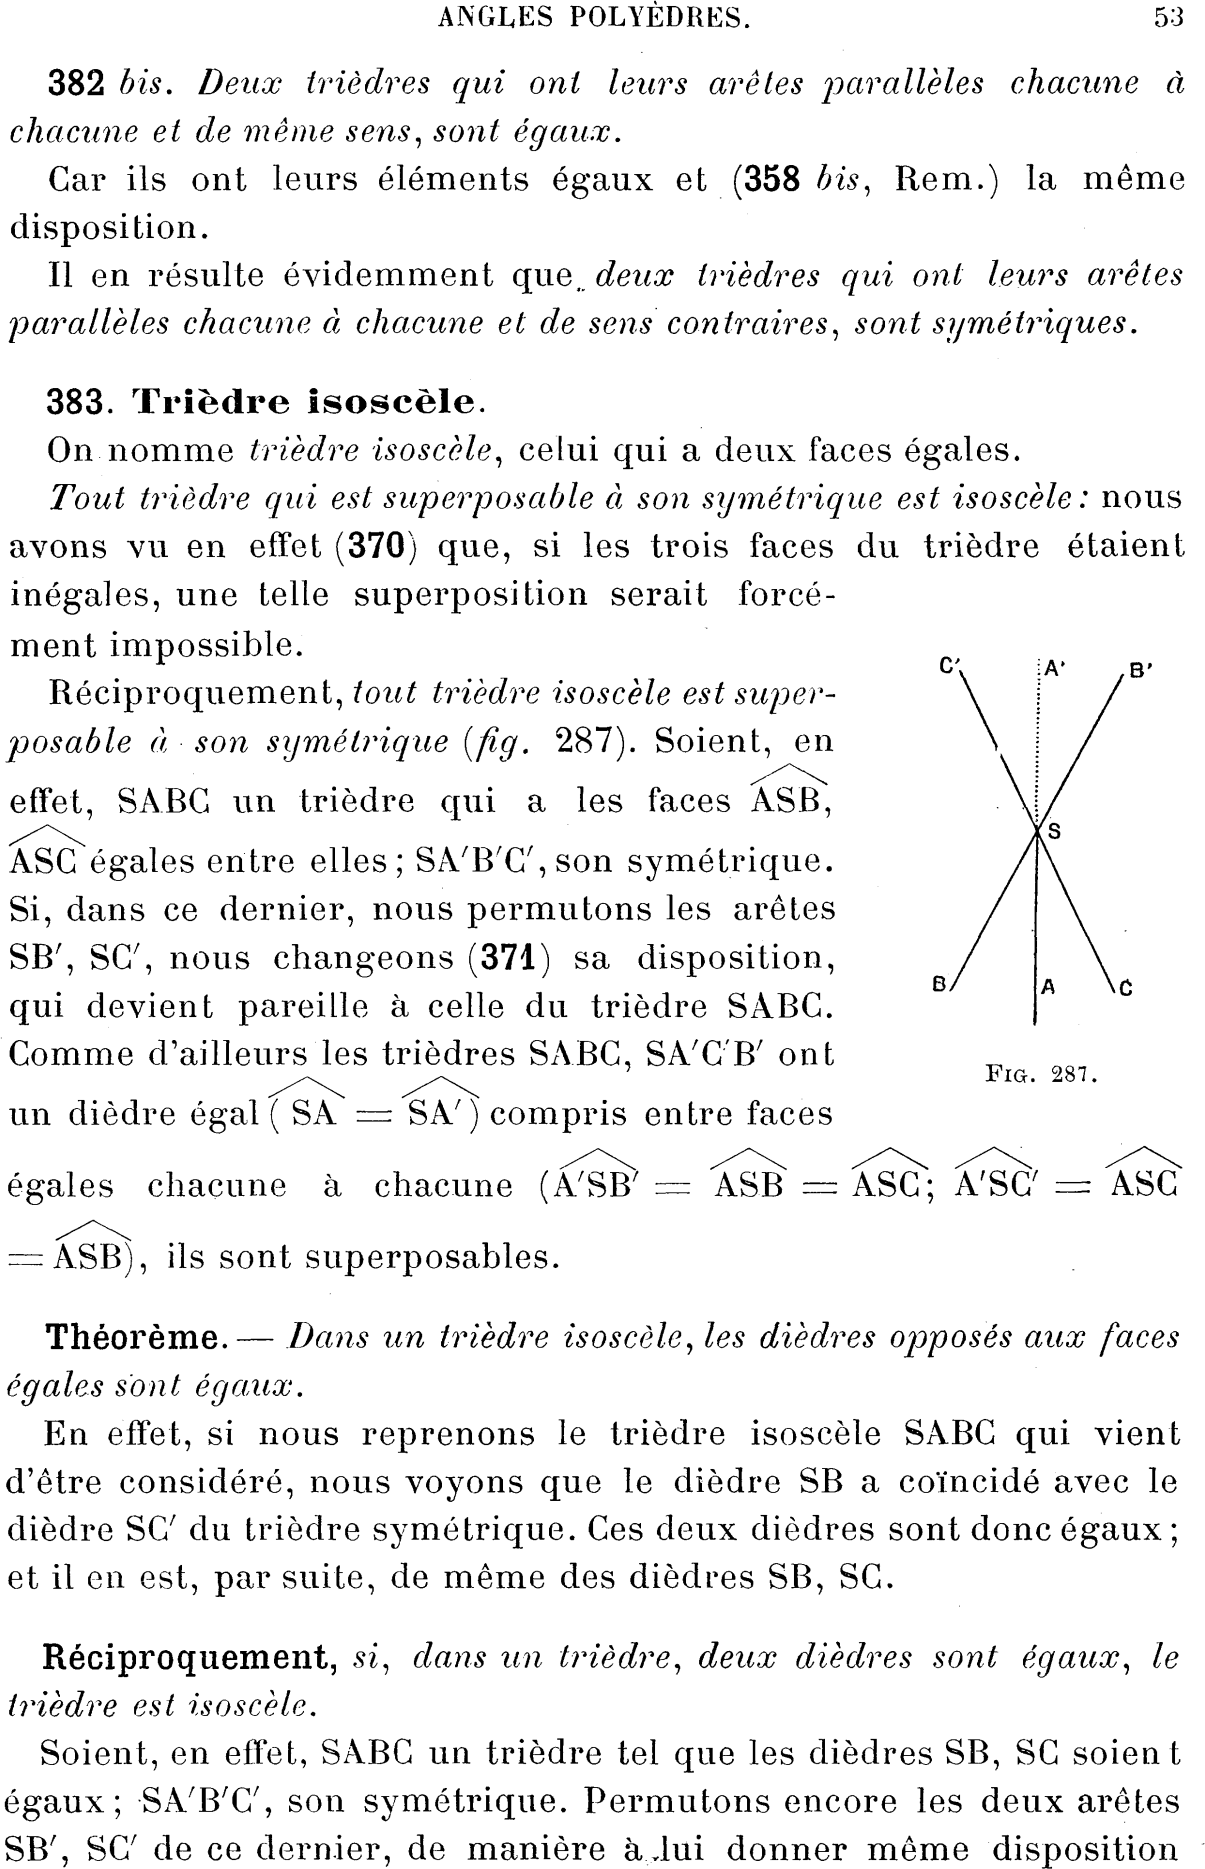 ANGLES POLYÈDRES. 53
382 bis. Deux trièdres qui ont leurs arêtes parallèles chacune à
chacune et de même sens, sont égaux.
Car ils ont leurs éléments égaux et (358 bis, Rem.) la même
disposition.
Il en résulte évidemment que deux trièdres qui ont leurs arêtes
parallèles chacune à chacune et de sens contraires, sont symétriques.
383. Trièdre isoscèle.
On nomme trièdre isoscèle, celui qui a deux faces égales.
Tout trièdre qui est superposable à son symétrique est isoscèle : nous
avons vu en effet (370) que, si les trois faces du trièdre étaient
inégales, une telle superposition serait forcé-
ment impossible.
Réciproquement, tout trièdre isoscèle est super-
posable à son symétrique (fig. 287). Soient, en
effet, SABC un trièdre qui a les faces ASB,
ASC égales entre elles ; SA′B′C′, son symétrique.
Si, dans ce dernier, nous permutons les arêtes
SB′, SC′, nous changeons (371) sa disposition,
qui devient pareille à celle du trièdre SABC.
Comme d'ailleurs les trièdres SABC, SA′C′B′ ont
un dièdre égal ( SA = SA′ ) compris entre faces
égales chacune à chacune (A′SB′ = ASB = ASC; A′SC′ = ASC
= ASB), ils sont superposables.
C′ A′ B′
S
B A C
FIG. 287.
Théorème. — Dans un trièdre isoscèle, les dièdres opposés aux faces
égales sont égaux.
En effet, si nous reprenons le trièdre isoscèle SABC qui vient
d'être considéré, nous voyons que le dièdre SB a coïncidé avec le
dièdre SC′ du trièdre symétrique. Ces deux dièdres sont donc égaux ;
et il en est, par suite, de même des dièdres SB, SC.
Réciproquement, si, dans un trièdre, deux dièdres sont égaux, le
trièdre est isoscèle.
Soient, en effet, SABC un trièdre tel que les dièdres SB, SC soient
égaux ; SA′B′C′, son symétrique. Permutons encore les deux arêtes
SB′, SC′ de ce dernier, de manière à lui donner même disposition